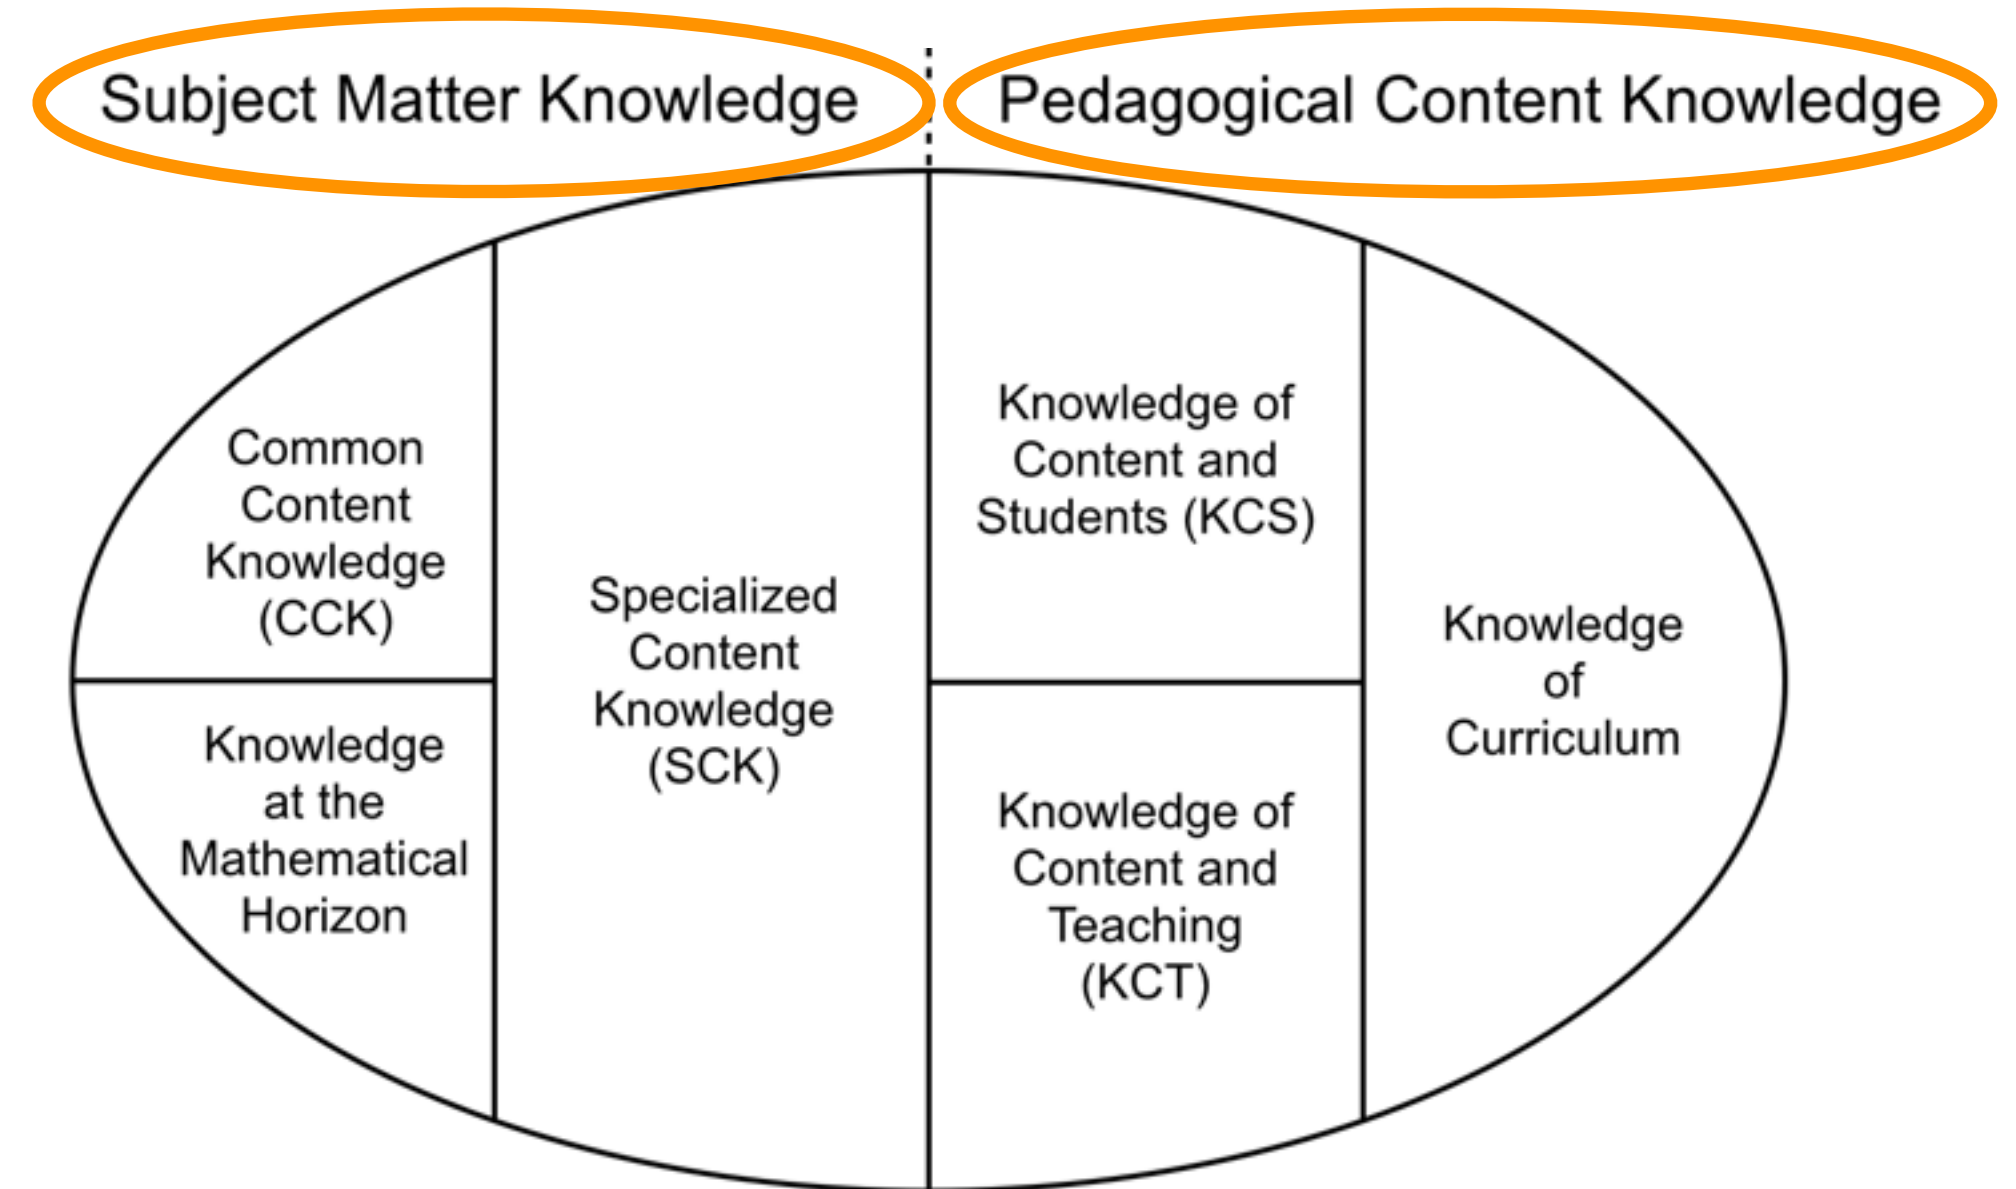 Subject Matter Knowledge
Pedagogical Content Knowledge
Common
Content
Knowledge
(CCK)
Knowledge
at the
Mathematical
Horizon
Specialized
Content
Knowledge
(SCK)
Knowledge of
Content and
Students (KCS)
Knowledge of
Content and
Teaching
(KCT)
Knowledge
of
Curriculum